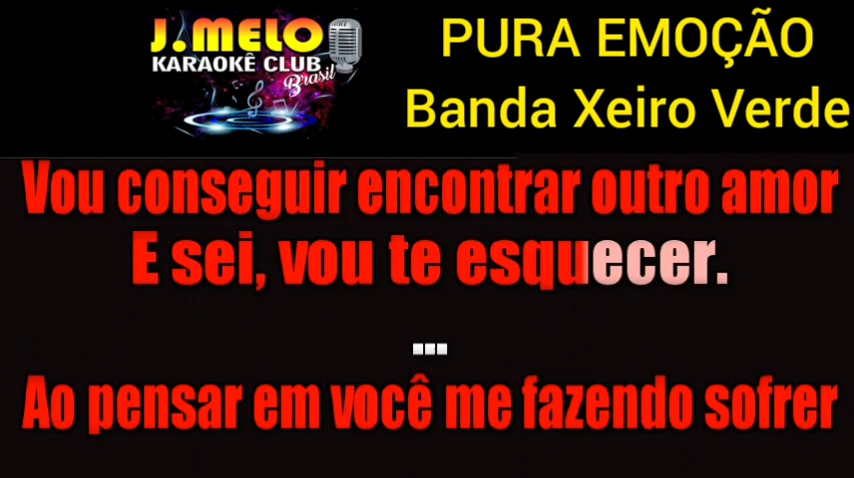 J.MELO
KARAOKÊ CLUB
Brasil
PURA EMOÇÃO
Banda Xeiro Verde
Vou conseguir encontrar outro amor
E sei, vou te esquecer.
...
Ao pensar em você me fazendo sofrer